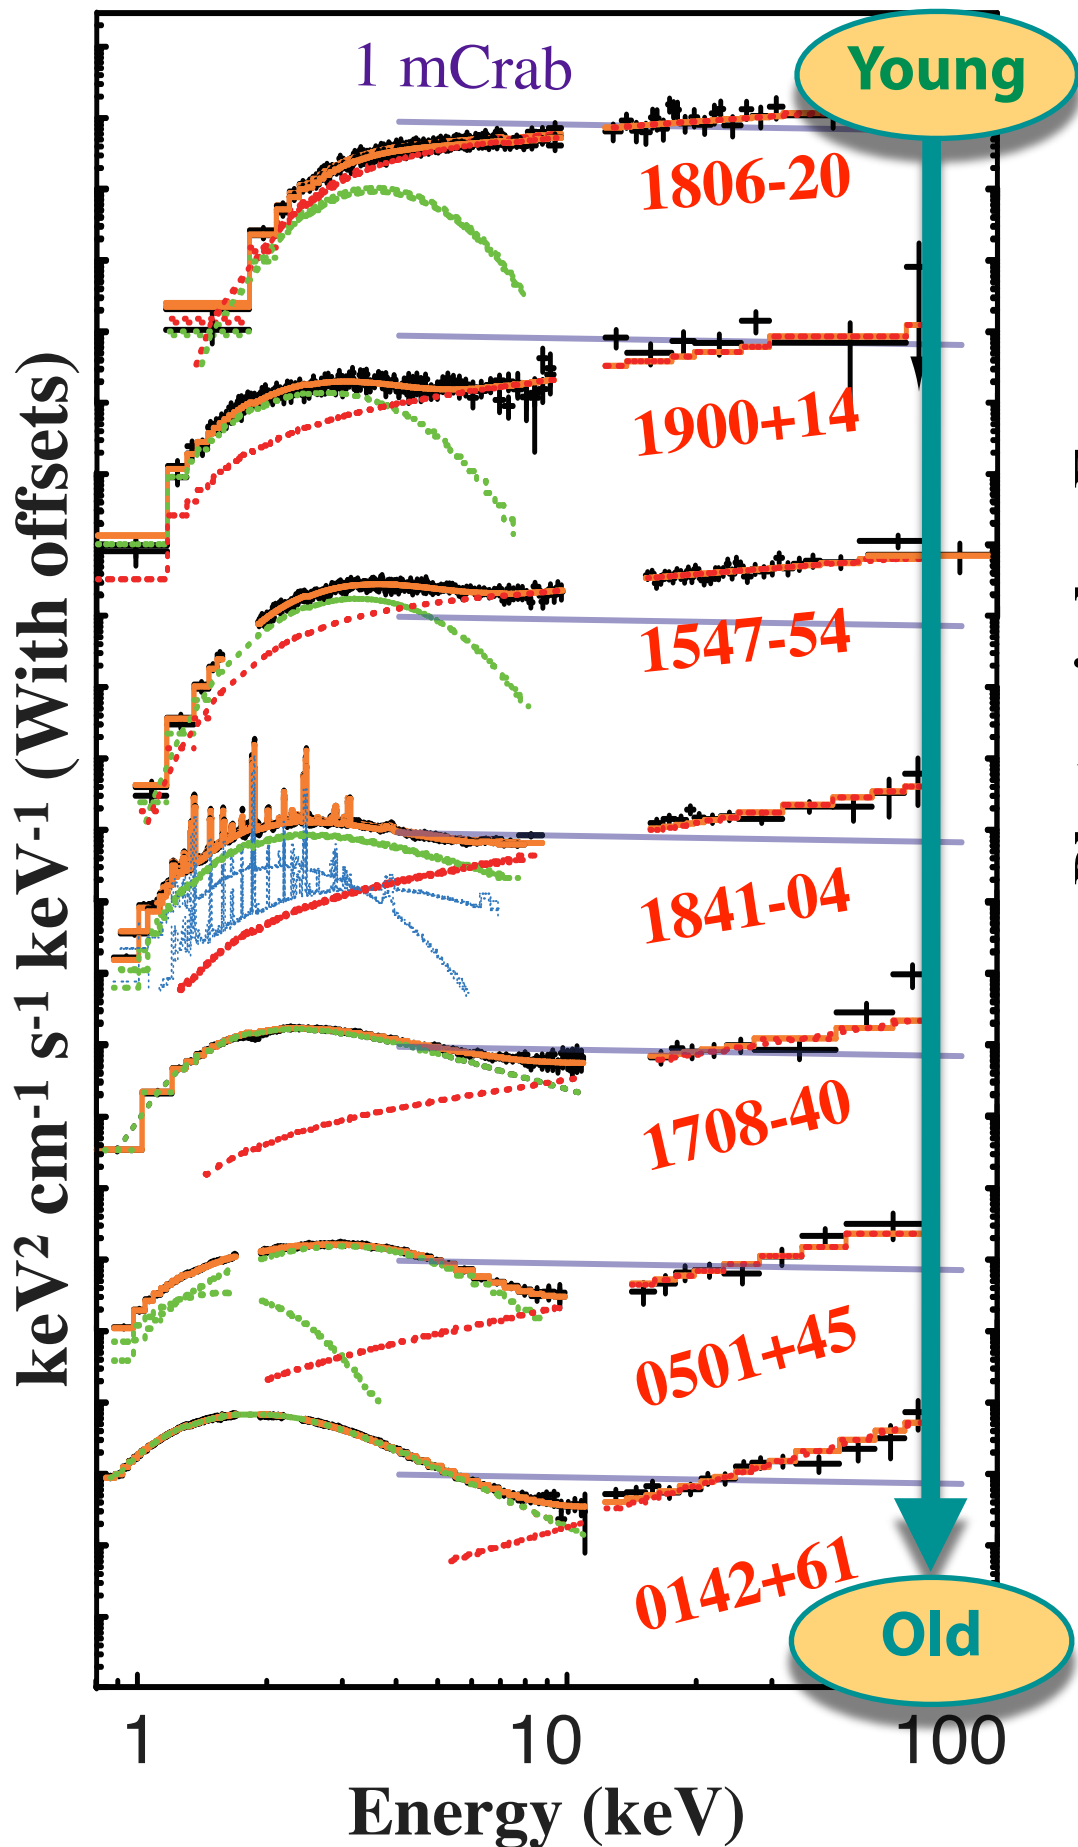 1 mCrab
Young
1806-20
1900+14
1547-54
1841-04
1708-40
0501+45
0142+61
Old
keV² cm⁻¹ s⁻¹ keV⁻¹ (With offsets)
1 10 100
Energy (keV)